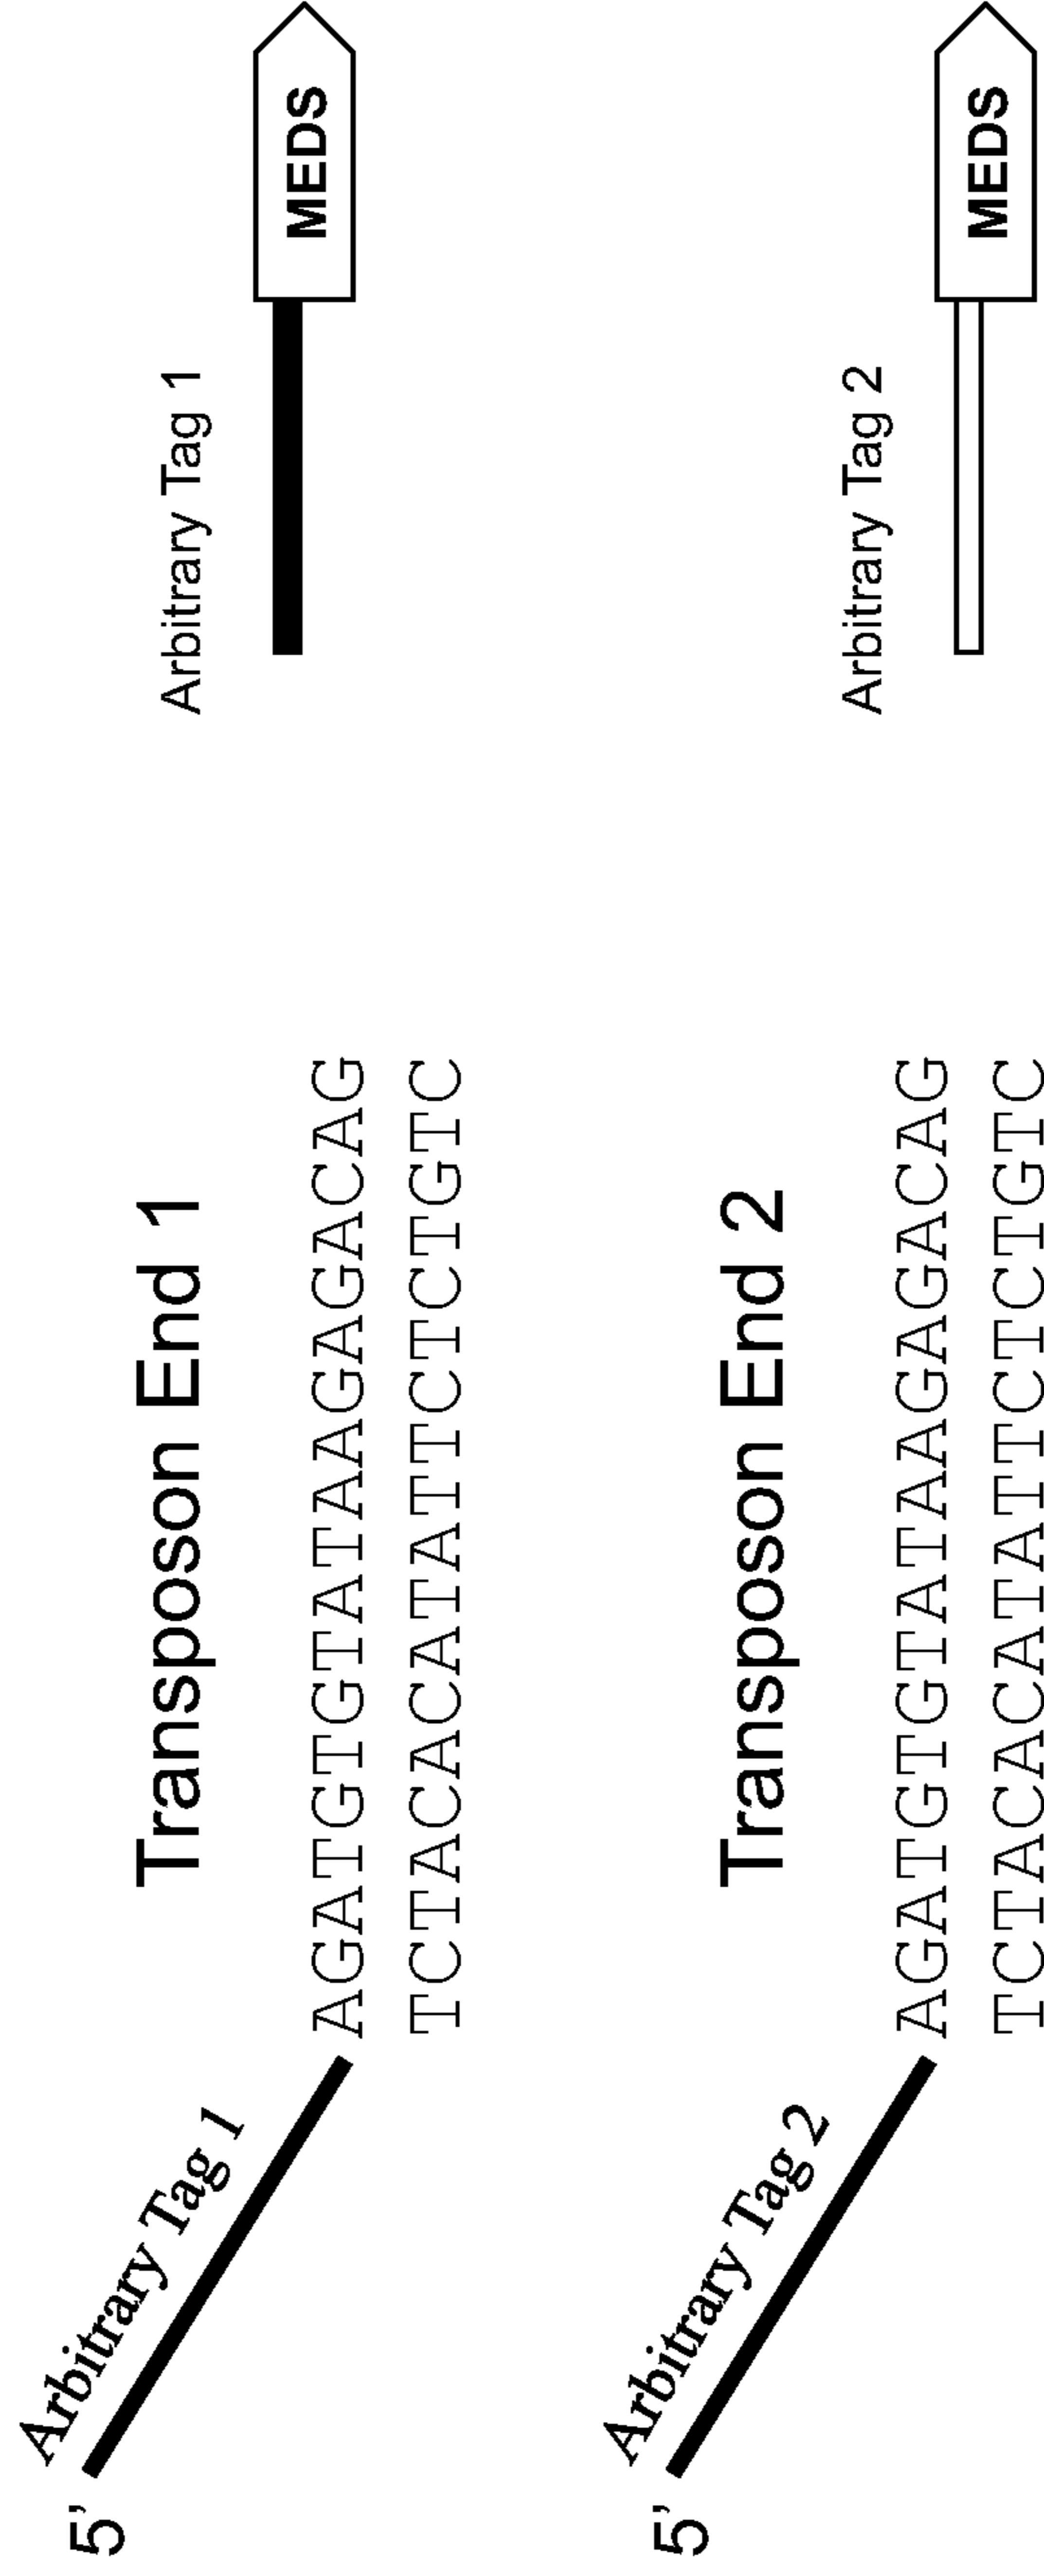 Transposon End 1
5’
Arbitrary Tag 1
AGATGTGTATAAGAGACAG
TCTACACATATTCTCTGTC
Arbitrary Tag 1
MEDS
Transposon End 2
5’
Arbitrary Tag 2
AGATGTGTATAAGAGACAG
TCTACACATATTCTCTGTC
Arbitrary Tag 2
MEDS